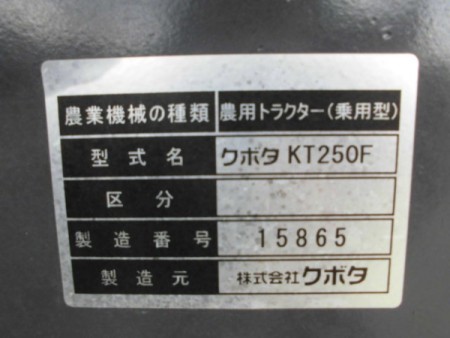 農業機械の種類 農用トラクター(乗用型)
型式名 クボタ KT250F
区分
製造番号 15865
製造元 株式会社クボタ